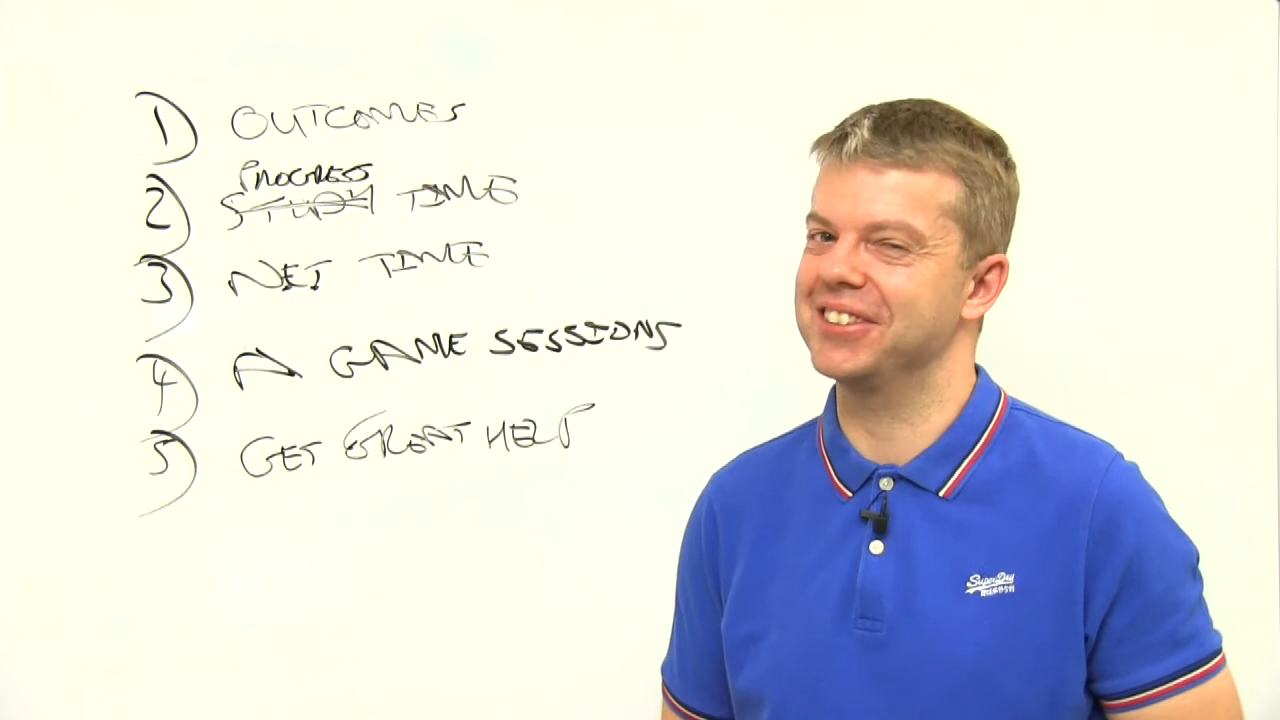 1) OUTCOMES
PROGRESS
2) STUDY TIME
3) NET TIME
4) A GAME SESSIONS
5) GET GREAT HELP
SuperDry